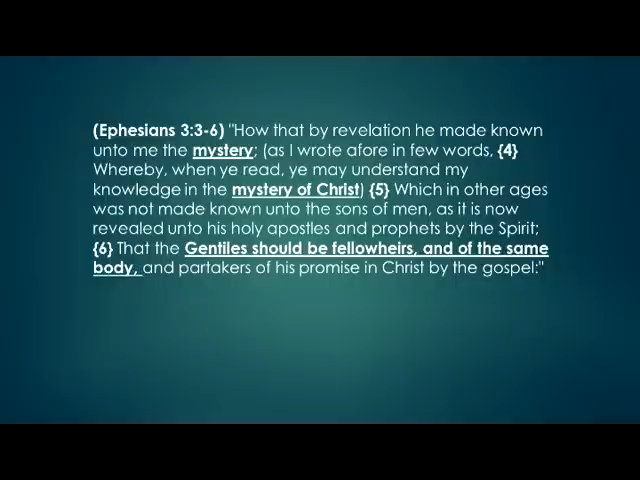 (Ephesians 3:3-6) "How that by revelation he made known
unto me the mystery; (as I wrote afore in few words, {4}
Whereby, when ye read, ye may understand my
knowledge in the mystery of Christ) {5} Which in other ages
was not made known unto the sons of men, as it is now
revealed unto his holy apostles and prophets by the Spirit;
{6} That the Gentiles should be fellowheirs, and of the same
body, and partakers of his promise in Christ by the gospel:"